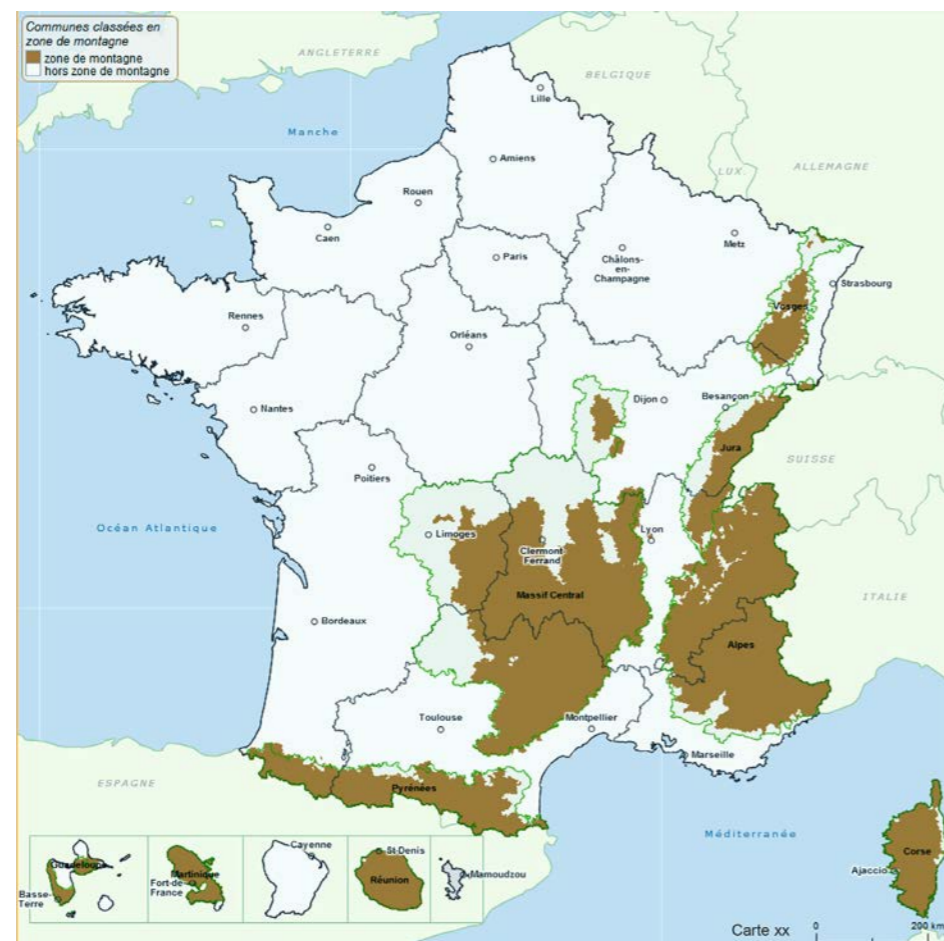 Communes classées en
zone de montagne
zone de montagne
hors zone de montagne
ANGLETERRE
BELGIQUE
Lille
Manche
Amiens
ALLEMAGNE
LUX.
Rouen
Caen
Metz
Paris
Châlons-
en-
Champagne
Strasbourg
Vosges
Rennes
Orléans
Dijon
Besançon
Nantes
Jura
SUISSE
Poitiers
Océan Atlantique
Limoges
Lyon
Clermont
Ferrand
Massif Central
ITALIE
Bordeaux
Alpes
Toulouse
Montpellier
Marseille
ESPAGNE
Pyrénées
Méditerranée
Cayenne
St-Denis
Guadeloupe
Martinique
Fort-de-
France
Réunion
Mamoudzou
Basse-
Terre
Corse
Ajaccio
Carte xx
0
200 km